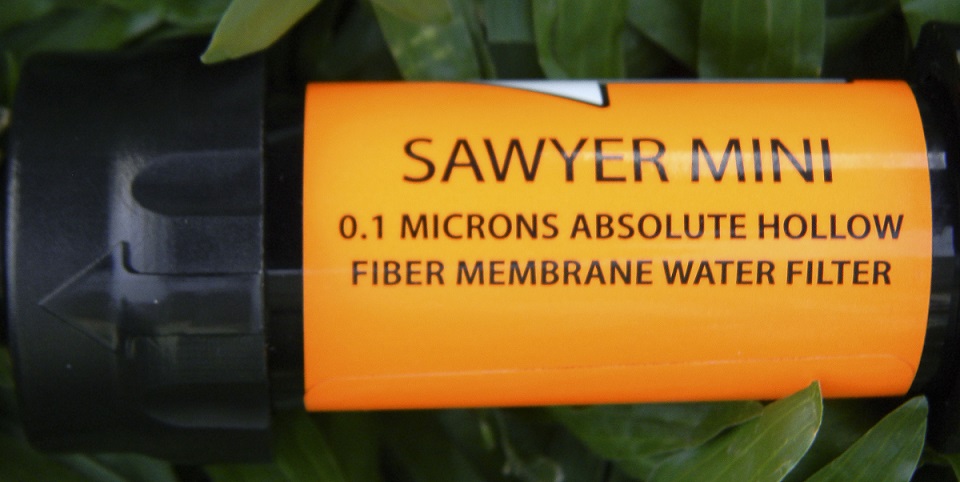 SAWYER MINI
0.1 MICRONS ABSOLUTE HOLLOW
FIBER MEMBRANE WATER FILTER